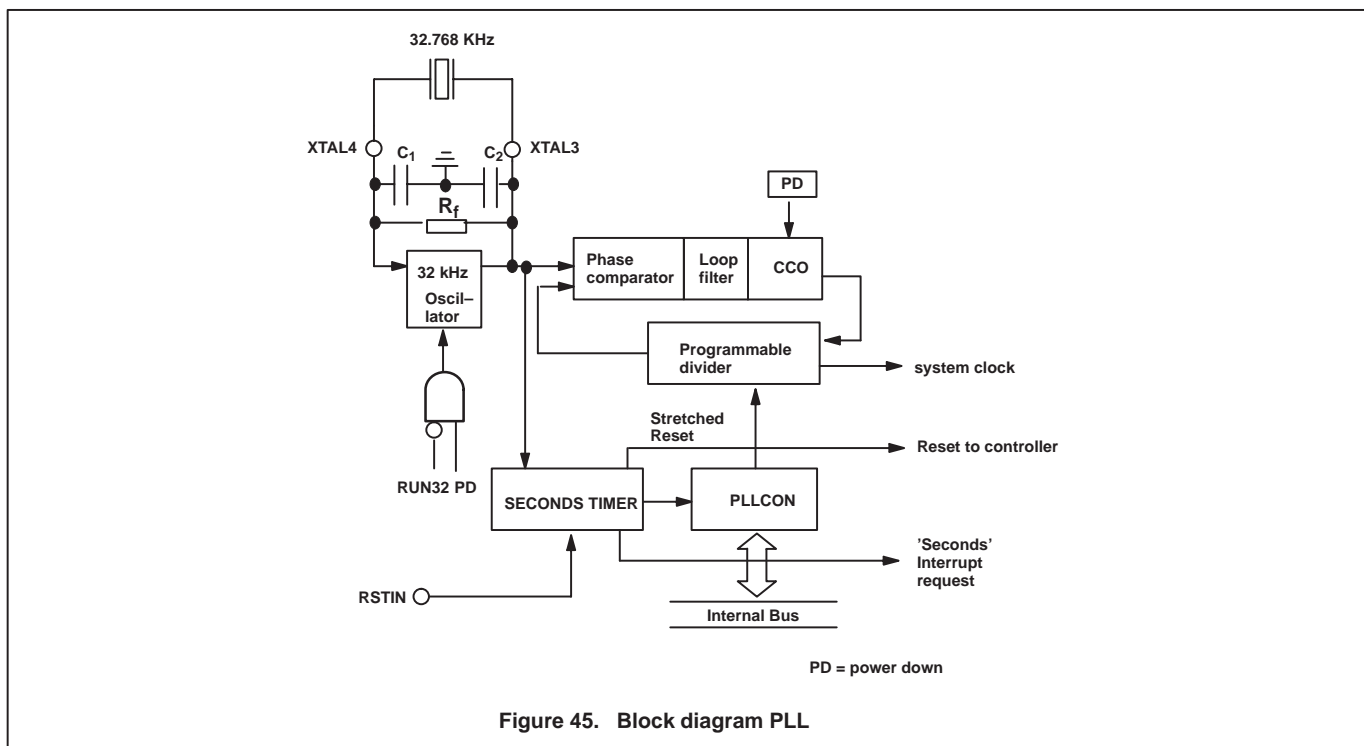 32.768 KHz
XTAL4
C1
C2
XTAL3
Rf
PD
32 kHz
Oscil–
lator
Phase
comparator
Loop
filter
CCO
Programmable
divider
system clock
Stretched
Reset
Reset to controller
RUN32 PD
SECONDS TIMER
PLLCON
'Seconds'
Interrupt
request
RSTIN
Internal Bus
PD = power down
Figure 45. Block diagram PLL